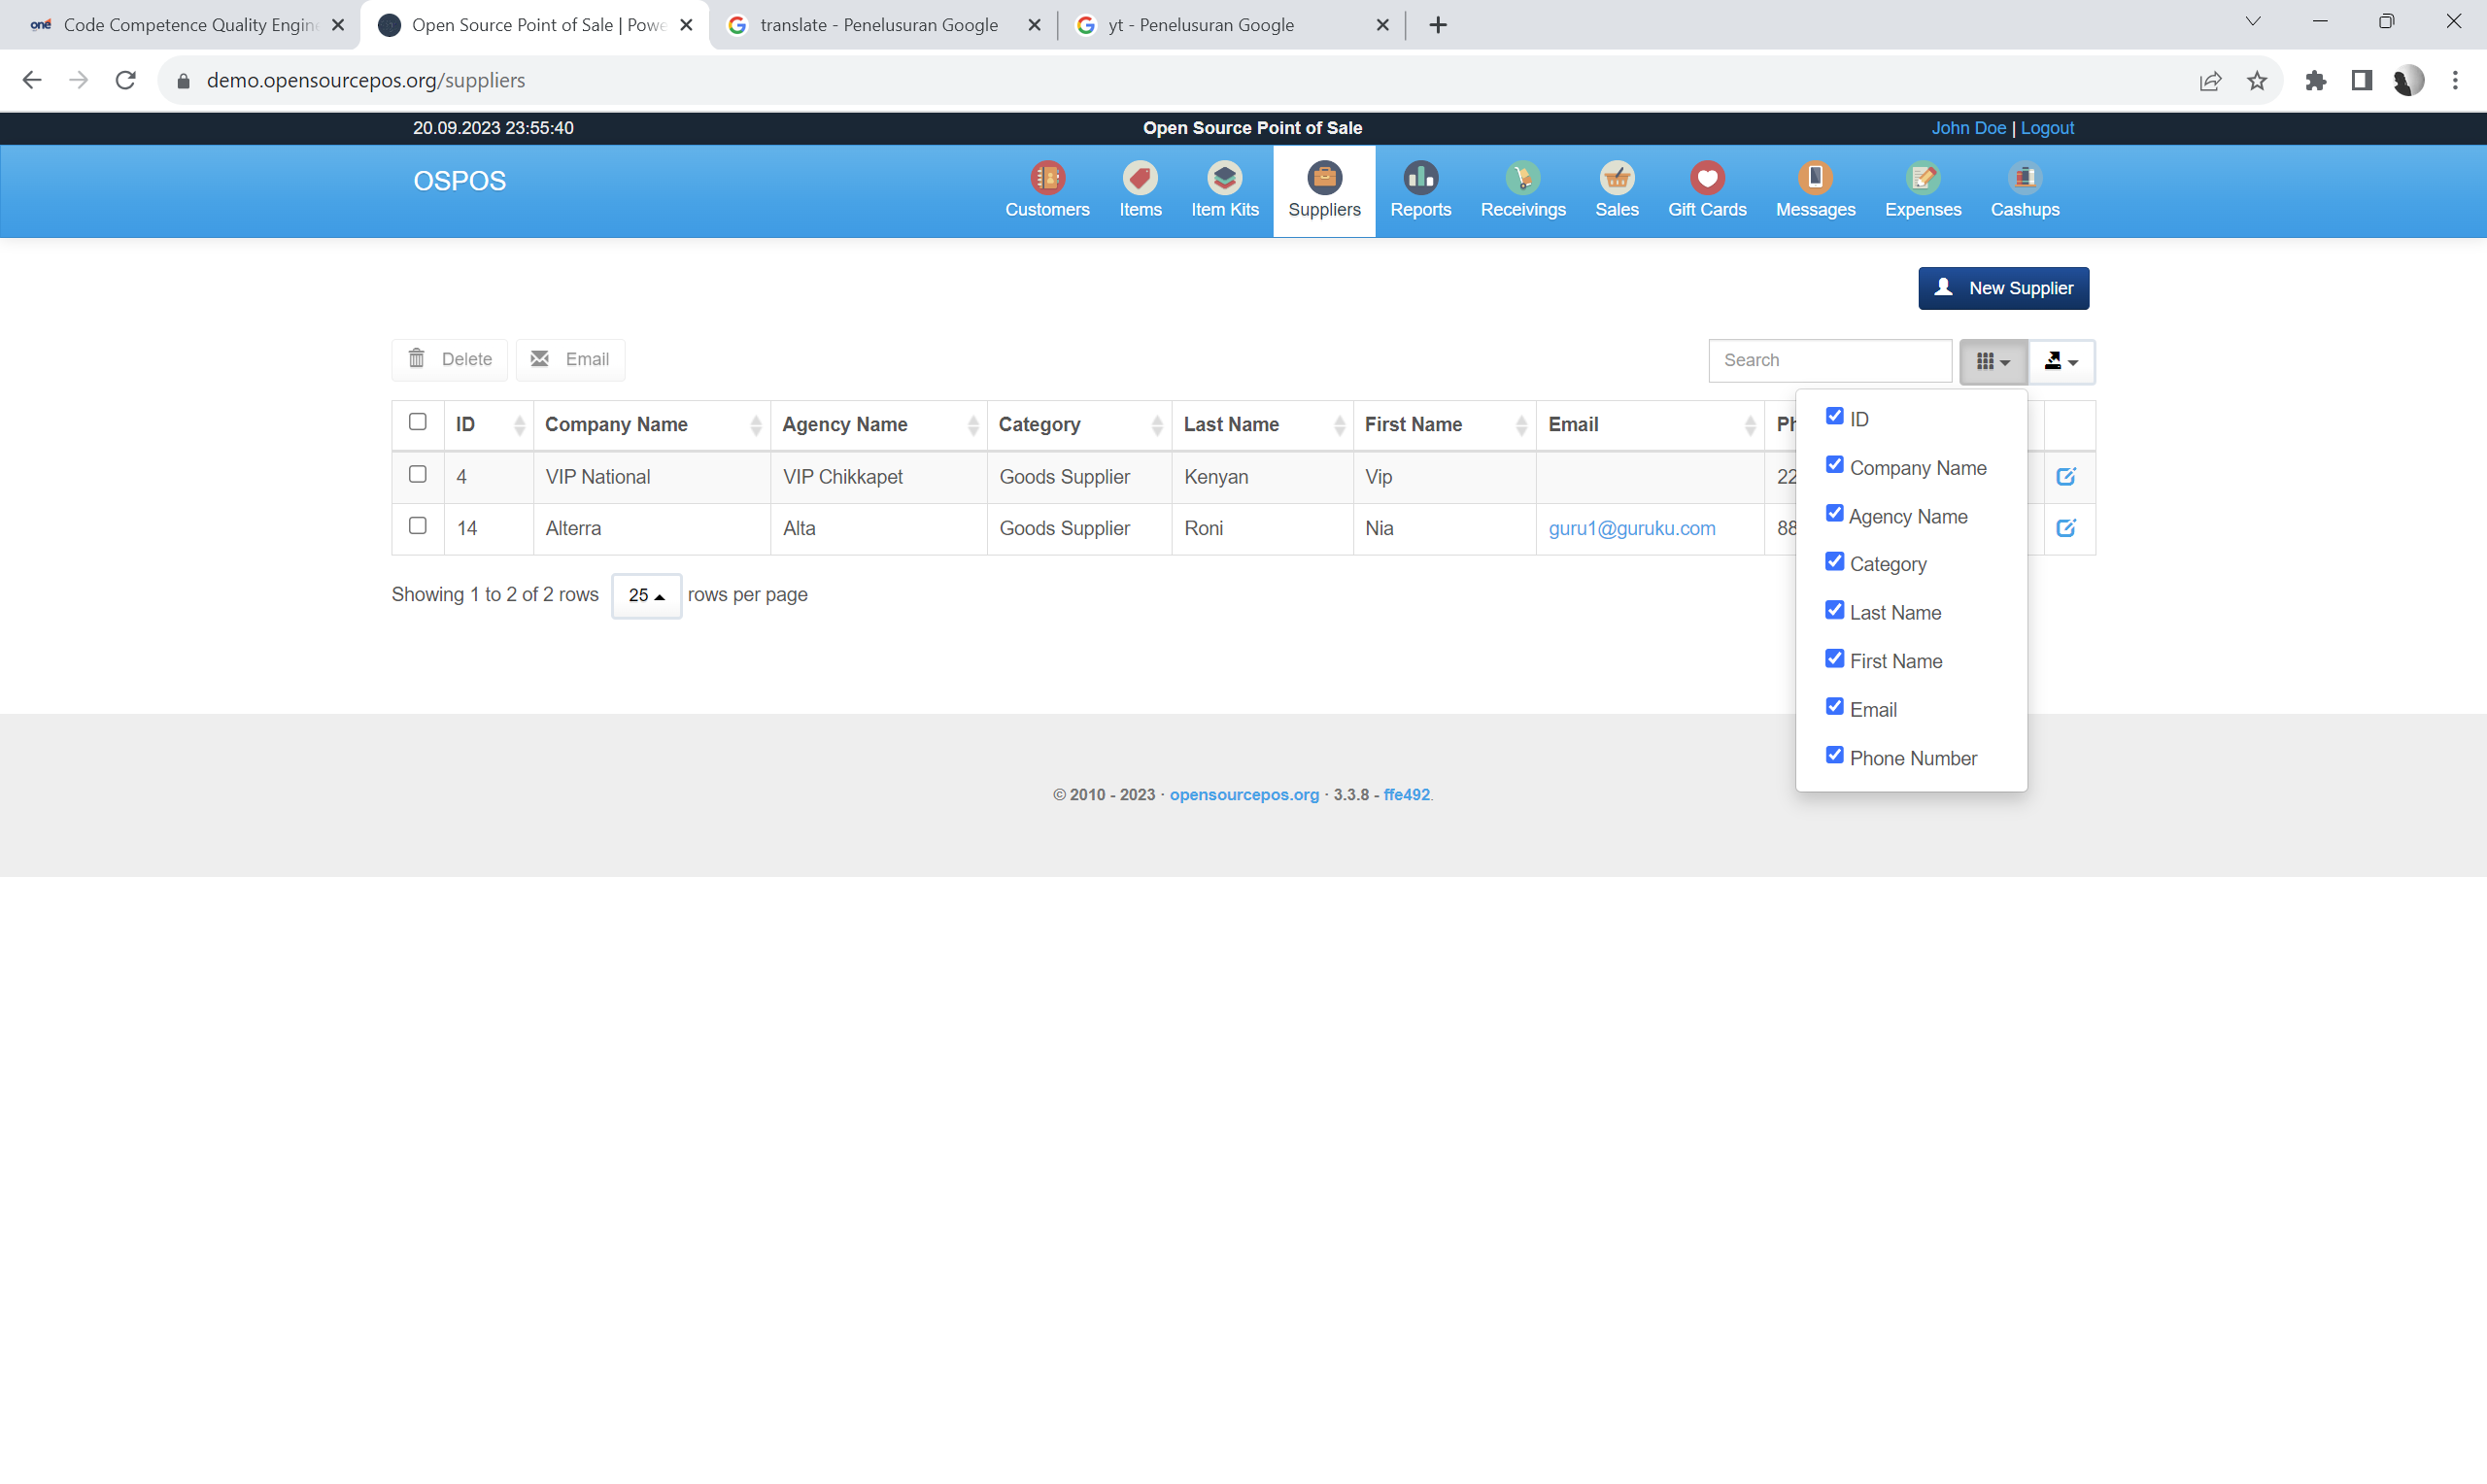 one Code Competence Quality Engin
Open Source Point of Sale | Powe
translate - Penelusuran Google
yt - Penelusuran Google
demo.opensourcepos.org/suppliers
20.09.2023 23:55:40
Open Source Point of Sale
John Doe | Logout
OSPOS
Customers
Items
Item Kits
Suppliers
Reports
Receivings
Sales
Gift Cards
Messages
Expenses
Cashups
New Supplier
Delete
Email
Search
ID Company Name Agency Name Category Last Name First Name Email Ph
4 VIP National VIP Chikkapet Goods Supplier Kenyan Vip 22
14 Alterra Alta Goods Supplier Roni Nia guru1@guruku.com 88
Showing 1 to 2 of 2 rows 25 rows per page
ID
Company Name
Agency Name
Category
Last Name
First Name
Email
Phone Number
© 2010 - 2023 · opensourcepos.org · 3.3.8 - ffe492.